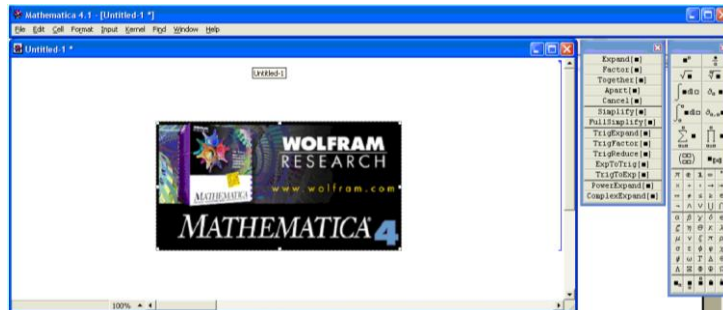 Mathematica 4.1 - [Untitled-1 *]
File Edit Cell Format Input Kernel Find Window Help
Untitled-1 *
Untitled-1
WOLFRAM
RESEARCH
www.wolfram.com
MATHEMATICA
MATHEMATICA 4
100%
Expand[■]
Factor[■]
Together[■]
Apart[■]
Cancel[■]
Simplify[■]
FullSimplify[■]
TrigExpand[■]
TrigFactor[■]
TrigReduce[■]
ExpToTrig[■]
TrigToExp[■]
PowerExpand[■]
ComplexExpand[■]